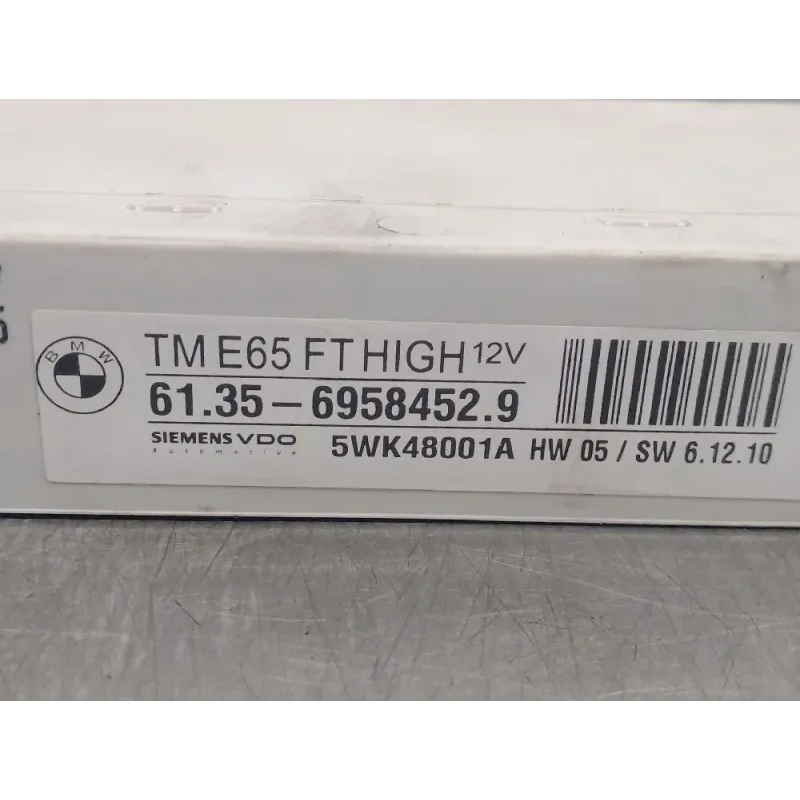 BMW
TM E65 FT HIGH 12V
61.35 - 6958452.9
SIEMENS VDO
Automotive
5WK48001A HW 05 / SW 6.12.10